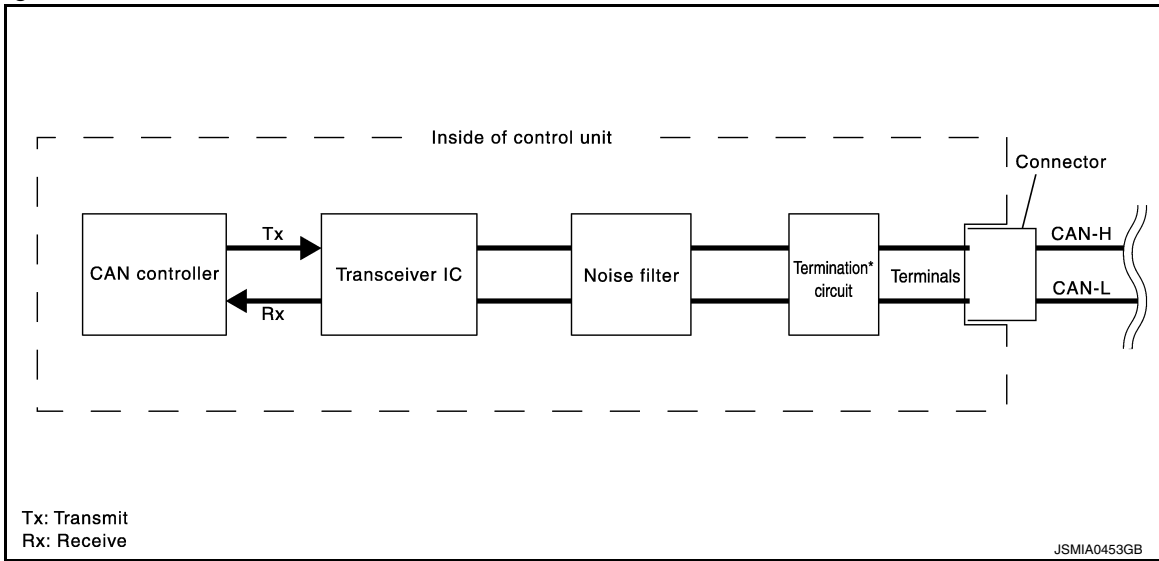 Inside of control unit
Connector
CAN controller
Tx
Rx
Transceiver IC
Noise filter
Termination*
circuit
Terminals
CAN-H
CAN-L
Tx: Transmit
Rx: Receive
JSMIA0453GB